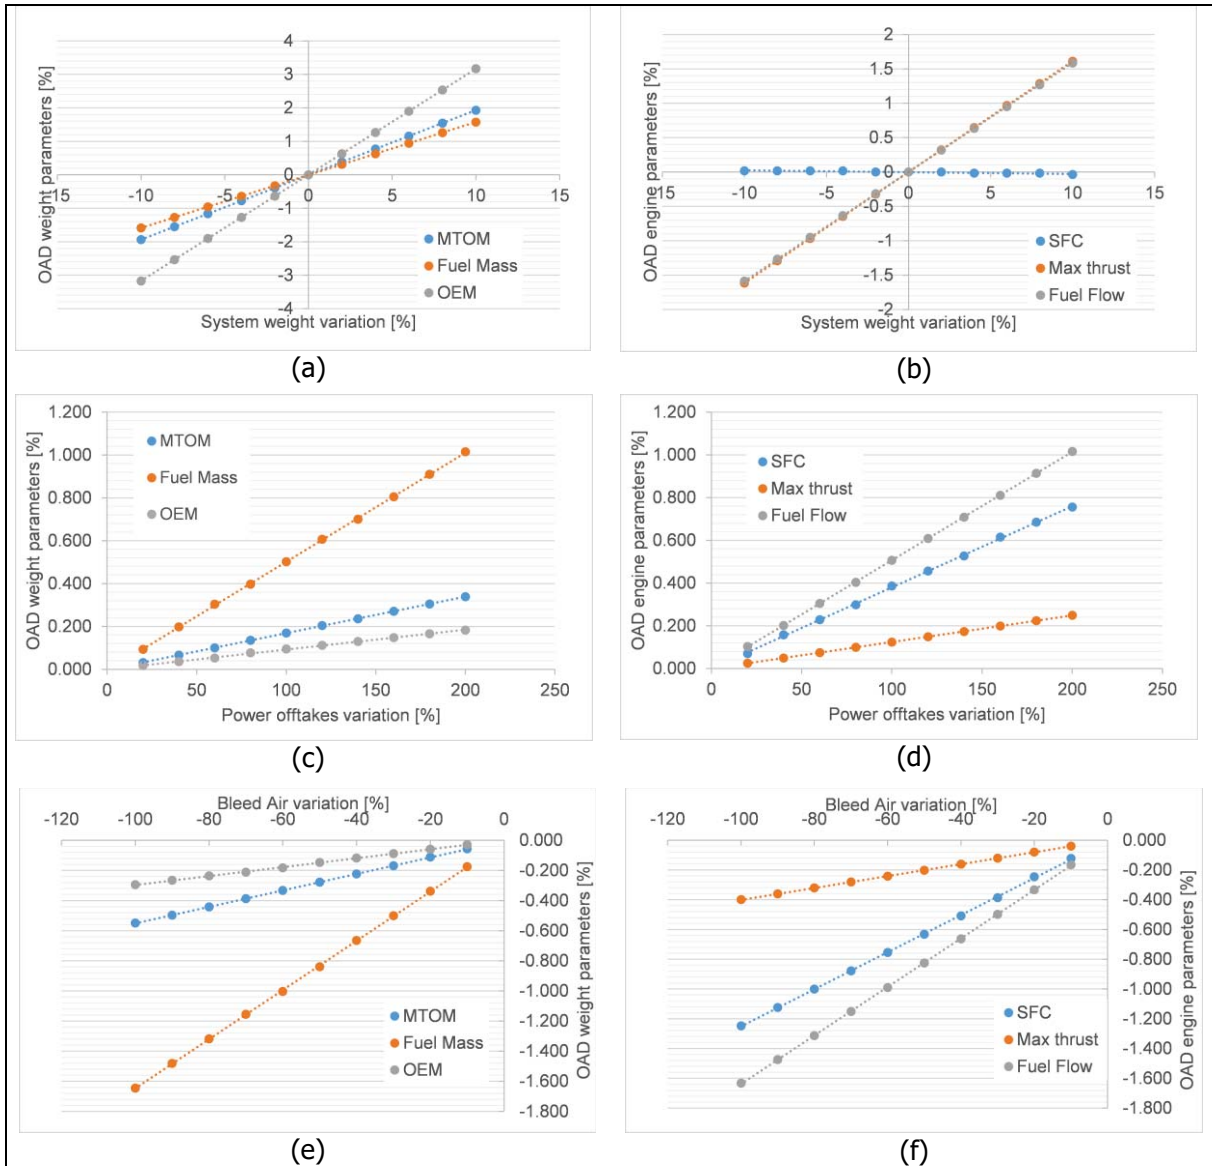 OAD weight parameters [%]
4
3
2
1
0
-1
-2
-3
-4
-15
-10
-5
0
5
10
15
MTOM
Fuel Mass
OEM
System weight variation [%]
(a)
OAD engine parameters [%]
2
1.5
1
0.5
0
-0.5
-1
-1.5
-2
-15
-10
-5
0
5
10
15
SFC
Max thrust
Fuel Flow
System weight variation [%]
(b)
OAD weight parameters [%]
1.200
1.000
0.800
0.600
0.400
0.200
0.000
MTOM
Fuel Mass
OEM
0
50
100
150
200
250
Power offtakes variation [%]
(c)
OAD engine parameters [%]
1.200
1.000
0.800
0.600
0.400
0.200
0.000
SFC
Max thrust
Fuel Flow
0
50
100
150
200
250
Power offtakes variation [%]
(d)
Bleed Air variation [%]
-120
-100
-80
-60
-40
-20
0
0.000
-0.200
-0.400
-0.600
-0.800
-1.000
-1.200
-1.400
-1.600
-1.800
OAD weight parameters [%]
MTOM
Fuel Mass
OEM
(e)
Bleed Air variation [%]
-120
-100
-80
-60
-40
-20
0
0.000
-0.200
-0.400
-0.600
-0.800
-1.000
-1.200
-1.400
-1.600
-1.800
OAD engine parameters [%]
SFC
Max thrust
Fuel Flow
(f)